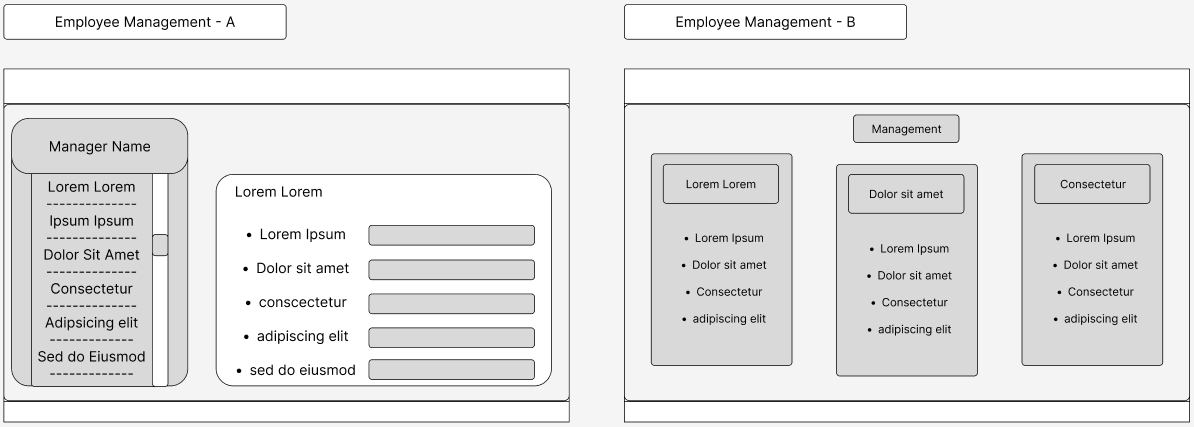 Employee Management - A
Manager Name
Lorem Lorem
Ipsum Ipsum
Dolor Sit Amet
Consectetur
Adipsicing elit
Sed do Eiusmod
Lorem Lorem
Lorem Ipsum
Dolor sit amet
conscectetur
adipiscing elit
sed do eiusmod
Employee Management - B
Management
Lorem Lorem
Lorem Ipsum
Dolor sit amet
Consectetur
adipiscing elit
Dolor sit amet
Lorem Ipsum
Dolor sit amet
Consectetur
adipiscing elit
Consectetur
Lorem Ipsum
Dolor sit amet
Consectetur
adipiscing elit